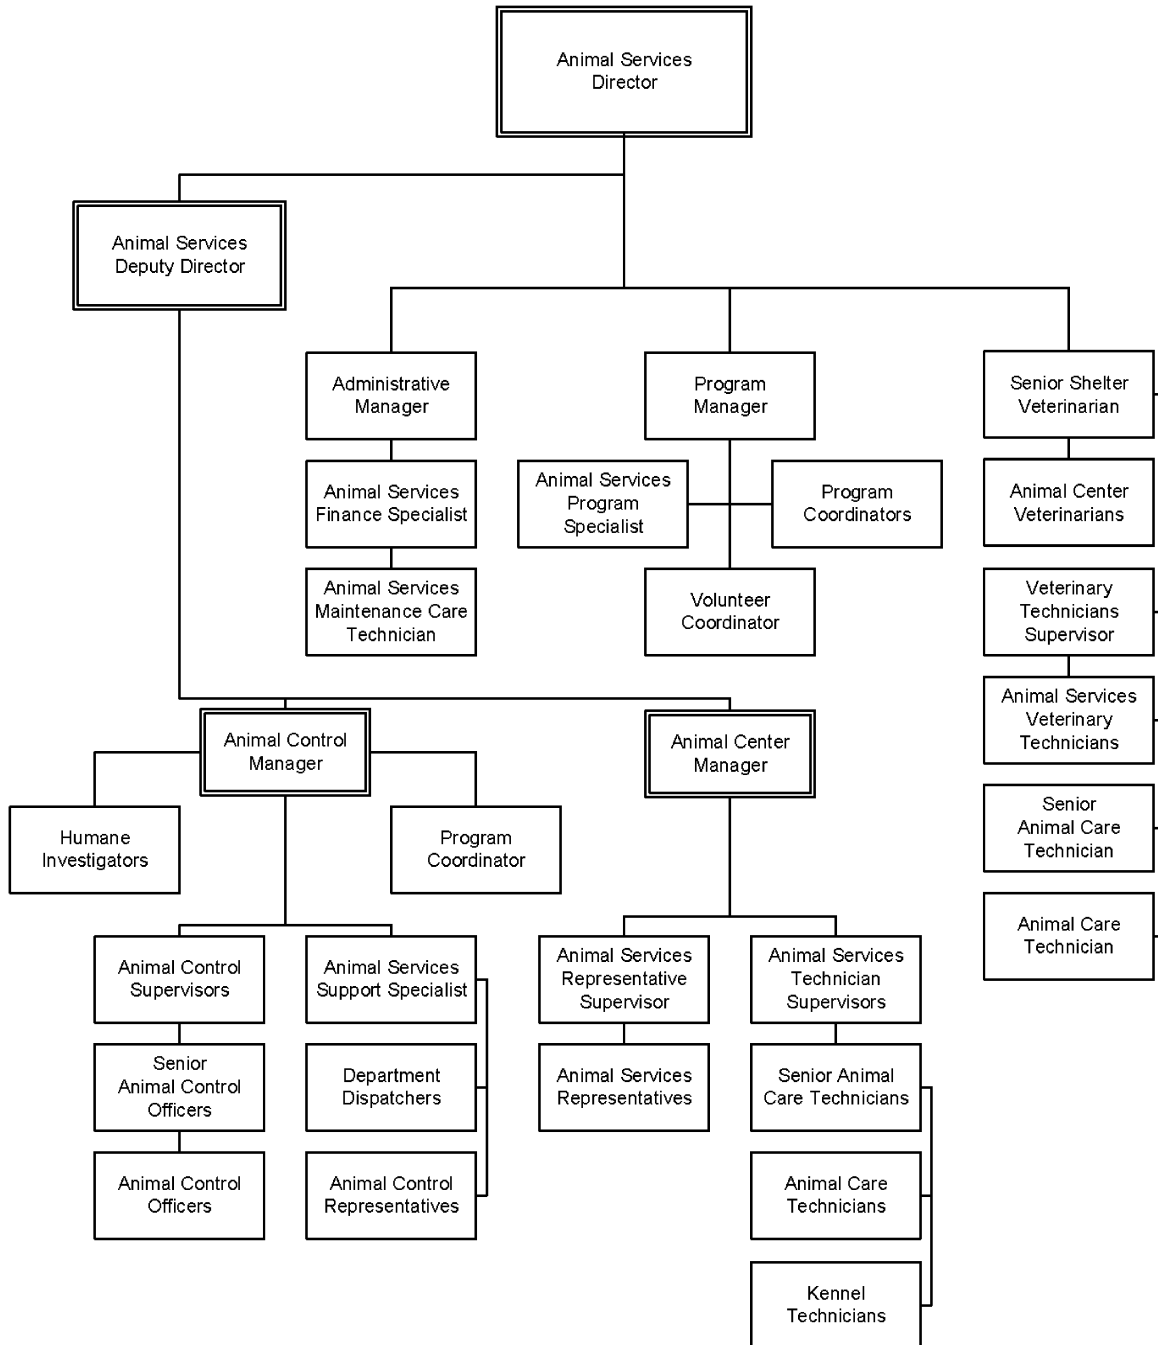 Animal Services
Director
Animal Services
Deputy Director
Administrative
Manager
Program
Manager
Senior Shelter
Veterinarian
Animal Services
Finance Specialist
Animal Services
Program
Specialist
Program
Coordinators
Animal Center
Veterinarians
Animal Services
Maintenance Care
Technician
Volunteer
Coordinator
Veterinary
Technicians
Supervisor
Animal Services
Veterinary
Technicians
Animal Control
Manager
Animal Center
Manager
Humane
Investigators
Program
Coordinator
Senior
Animal Care
Technician
Animal Care
Technician
Animal Control
Supervisors
Animal Services
Support Specialist
Animal Services
Representative
Supervisor
Animal Services
Technician
Supervisors
Senior
Animal Control
Officers
Department
Dispatchers
Animal Services
Representatives
Senior Animal
Care Technicians
Animal Control
Officers
Animal Control
Representatives
Animal Care
Technicians
Kennel
Technicians